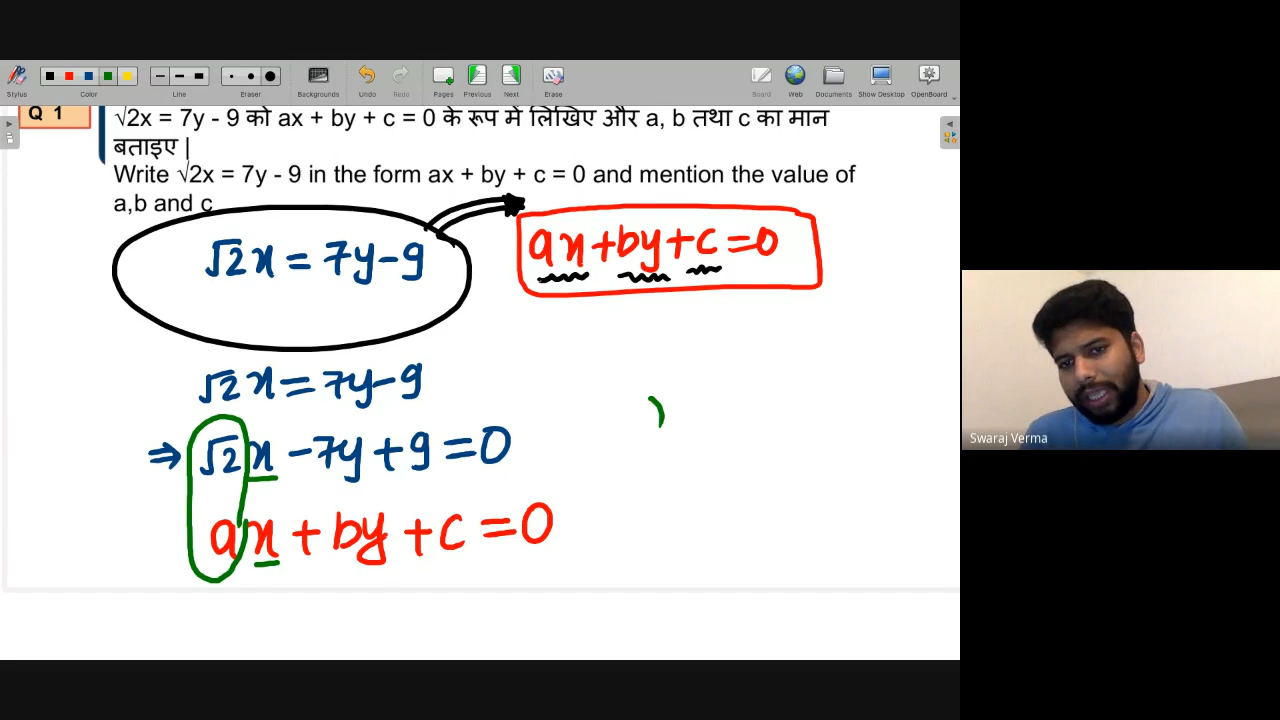 Color
Line
Eraser
Backgrounds
Undo
Redo
Pages
Previous
Next
Erase
Board
Web
Documents
Show Desktop
OpenBoard
Q 1
√2x = 7y - 9 को ax + by + c = 0 के रूप में लिखिए और a, b तथा c का मान
बताइए |
Write √2x = 7y - 9 in the form ax + by + c = 0 and mention the value of
a,b and c
√2x = 7y-9
ax+by+c=0
√2x=7y-9
⇒ √2x-7y+9=0
ax+by+c=0
Stylus
Swaraj Verma